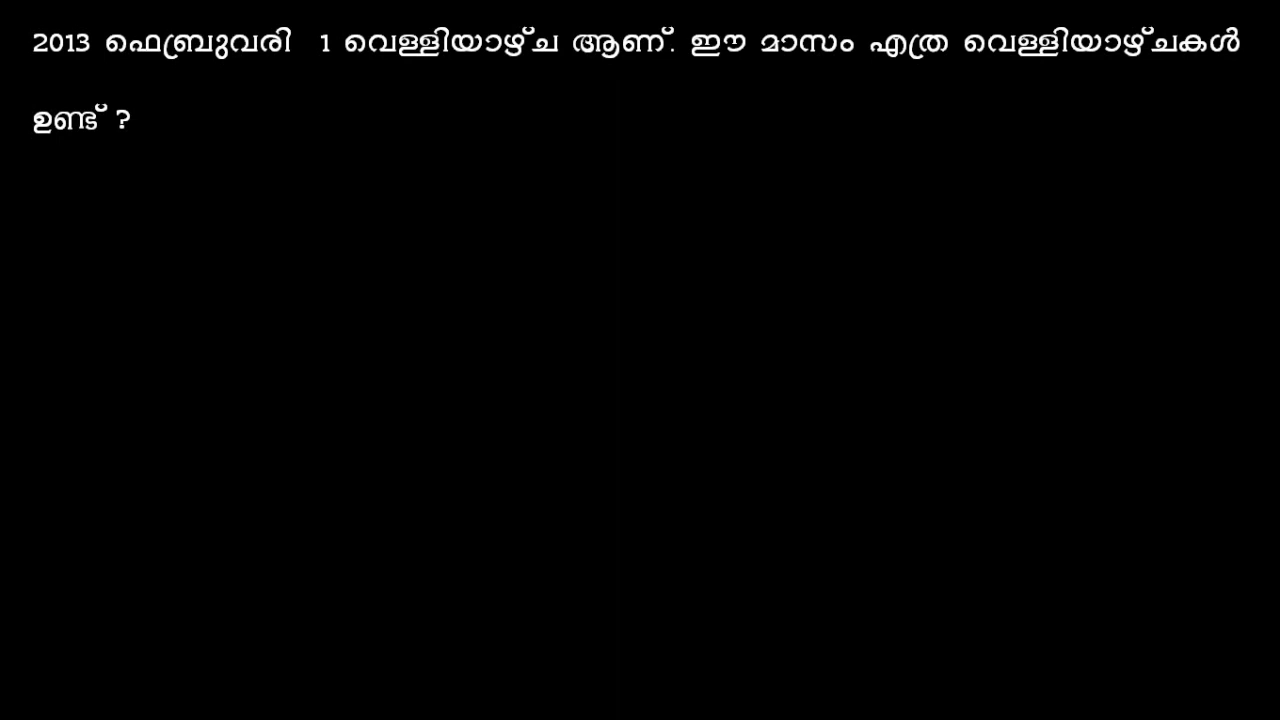 2013 ഫെബ്രുവരി 1 വെള്ളിയാഴ്ച ആണ്. ഈ മാസം എത്ര വെള്ളിയാഴ്ചകൾ
ഉണ്ട് ?